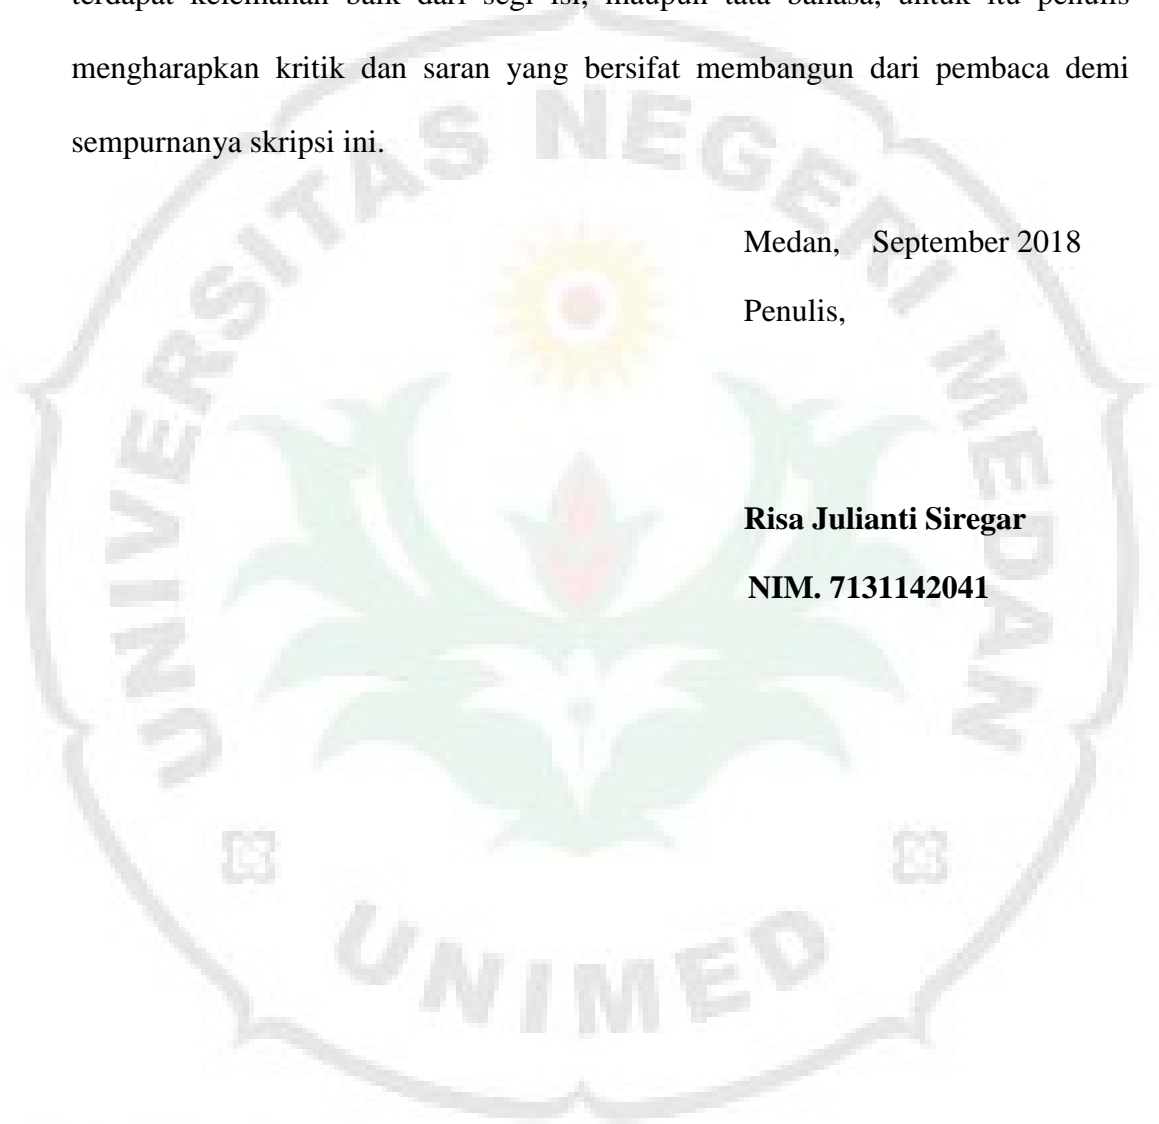 terdapat kelemahan baik dari segi isi, maupun tata bahasa, untuk itu penulis
mengharapkan kritik dan saran yang bersifat membangun dari pembaca demi
sempurnanya skripsi ini.
Medan, September 2018
Penulis,
Risa Julianti Siregar
NIM. 7131142041
UNIVERSITAS NEGERI MEDAN
UNIMED